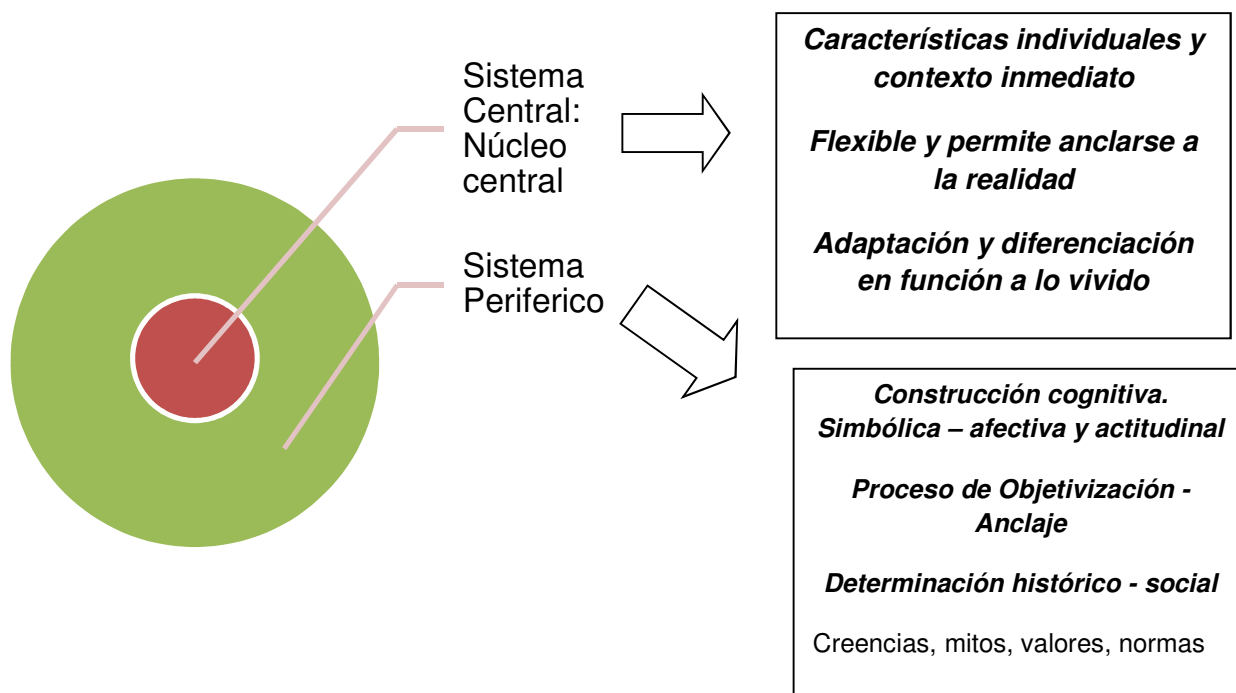 Sistema
Central:
Núcleo
central
Características individuales y
contexto inmediato
Flexible y permite anclarse a
la realidad
Adaptación y diferenciación
en función a lo vivido
Sistema
Periferico
Construcción cognitiva.
Simbólica – afectiva y actitudinal
Proceso de Objetivización -
Anclaje
Determinación histórico - social
Creencias, mitos, valores, normas